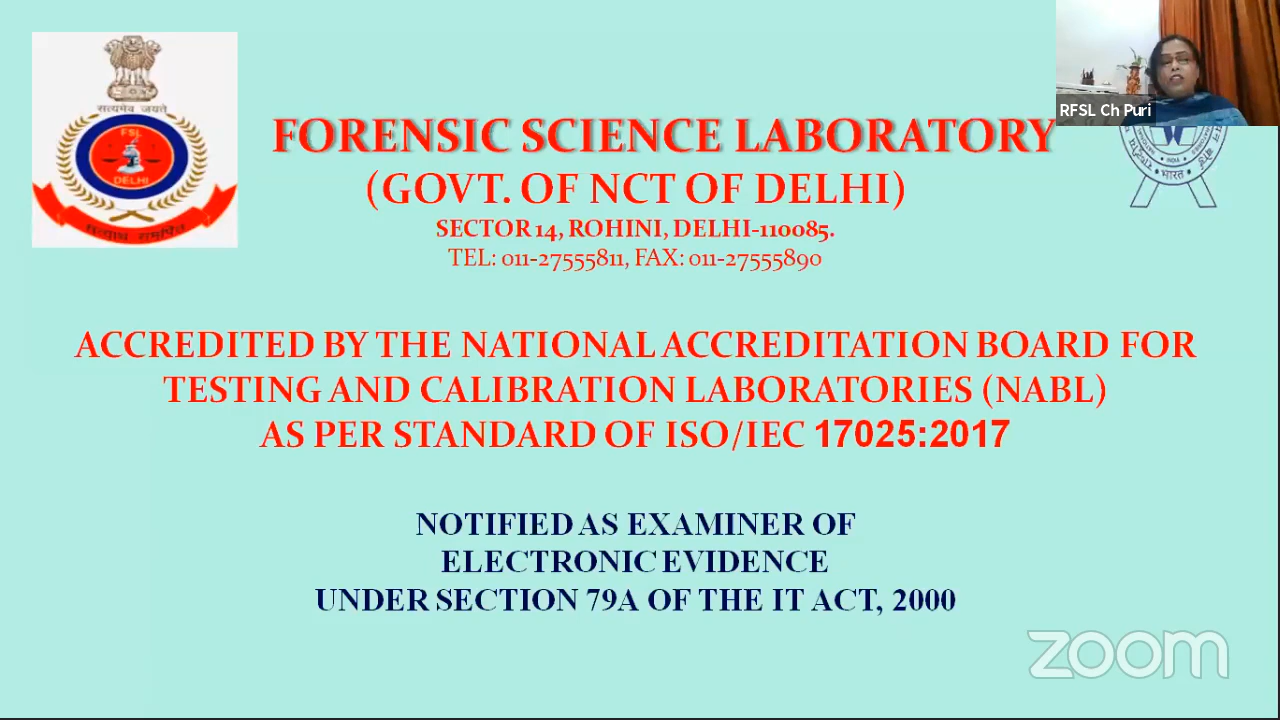 सत्यमेव जयते
FSL
DELHI
RFSL Ch Puri
FORENSIC SCIENCE LABORATORY
(GOVT. OF NCT OF DELHI)
SECTOR 14, ROHINI, DELHI-110085.
TEL: 011-27555811, FAX: 011-27555890
भारत
ACCREDITED BY THE NATIONAL ACCREDITATION BOARD FOR
TESTING AND CALIBRATION LABORATORIES (NABL)
AS PER STANDARD OF ISO/IEC 17025:2017
NOTIFIED AS EXAMINER OF
ELECTRONIC EVIDENCE
UNDER SECTION 79A OF THE IT ACT, 2000
zoom